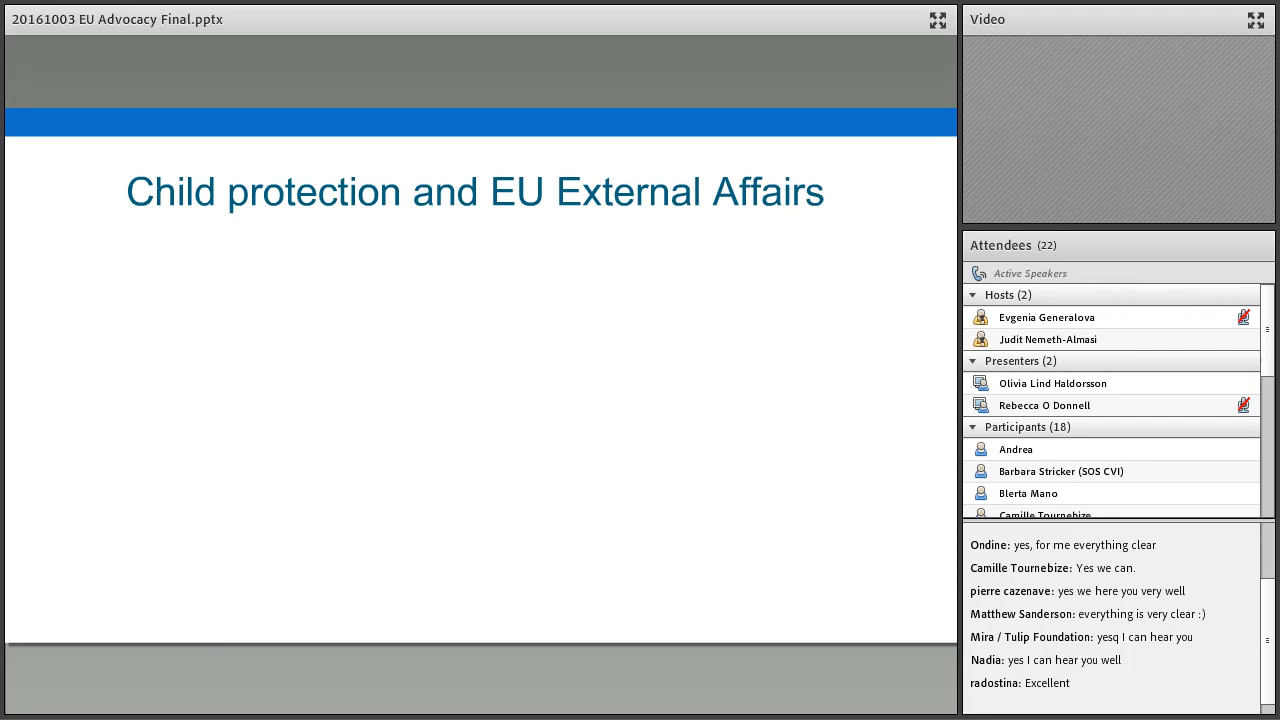 20161003 EU Advocacy Final.pptx
Child protection and EU External Affairs
Video
Attendees (22)
Active Speakers
Hosts (2)
Evgenia Generalova
Judit Nemeth-Almasi
Presenters (2)
Olivia Lind Haldorsson
Rebecca O Donnell
Participants (18)
Andrea
Barbara Stricker (SOS CVI)
Blerta Mano
Camille Tournebize
Ondine: yes, for me everything clear
Camille Tournebize: Yes we can.
pierre cazenave: yes we here you very well
Matthew Sanderson: everything is very clear :)
Mira / Tulip Foundation: yesq I can hear you
Nadia: yes I can hear you well
radostina: Excellent